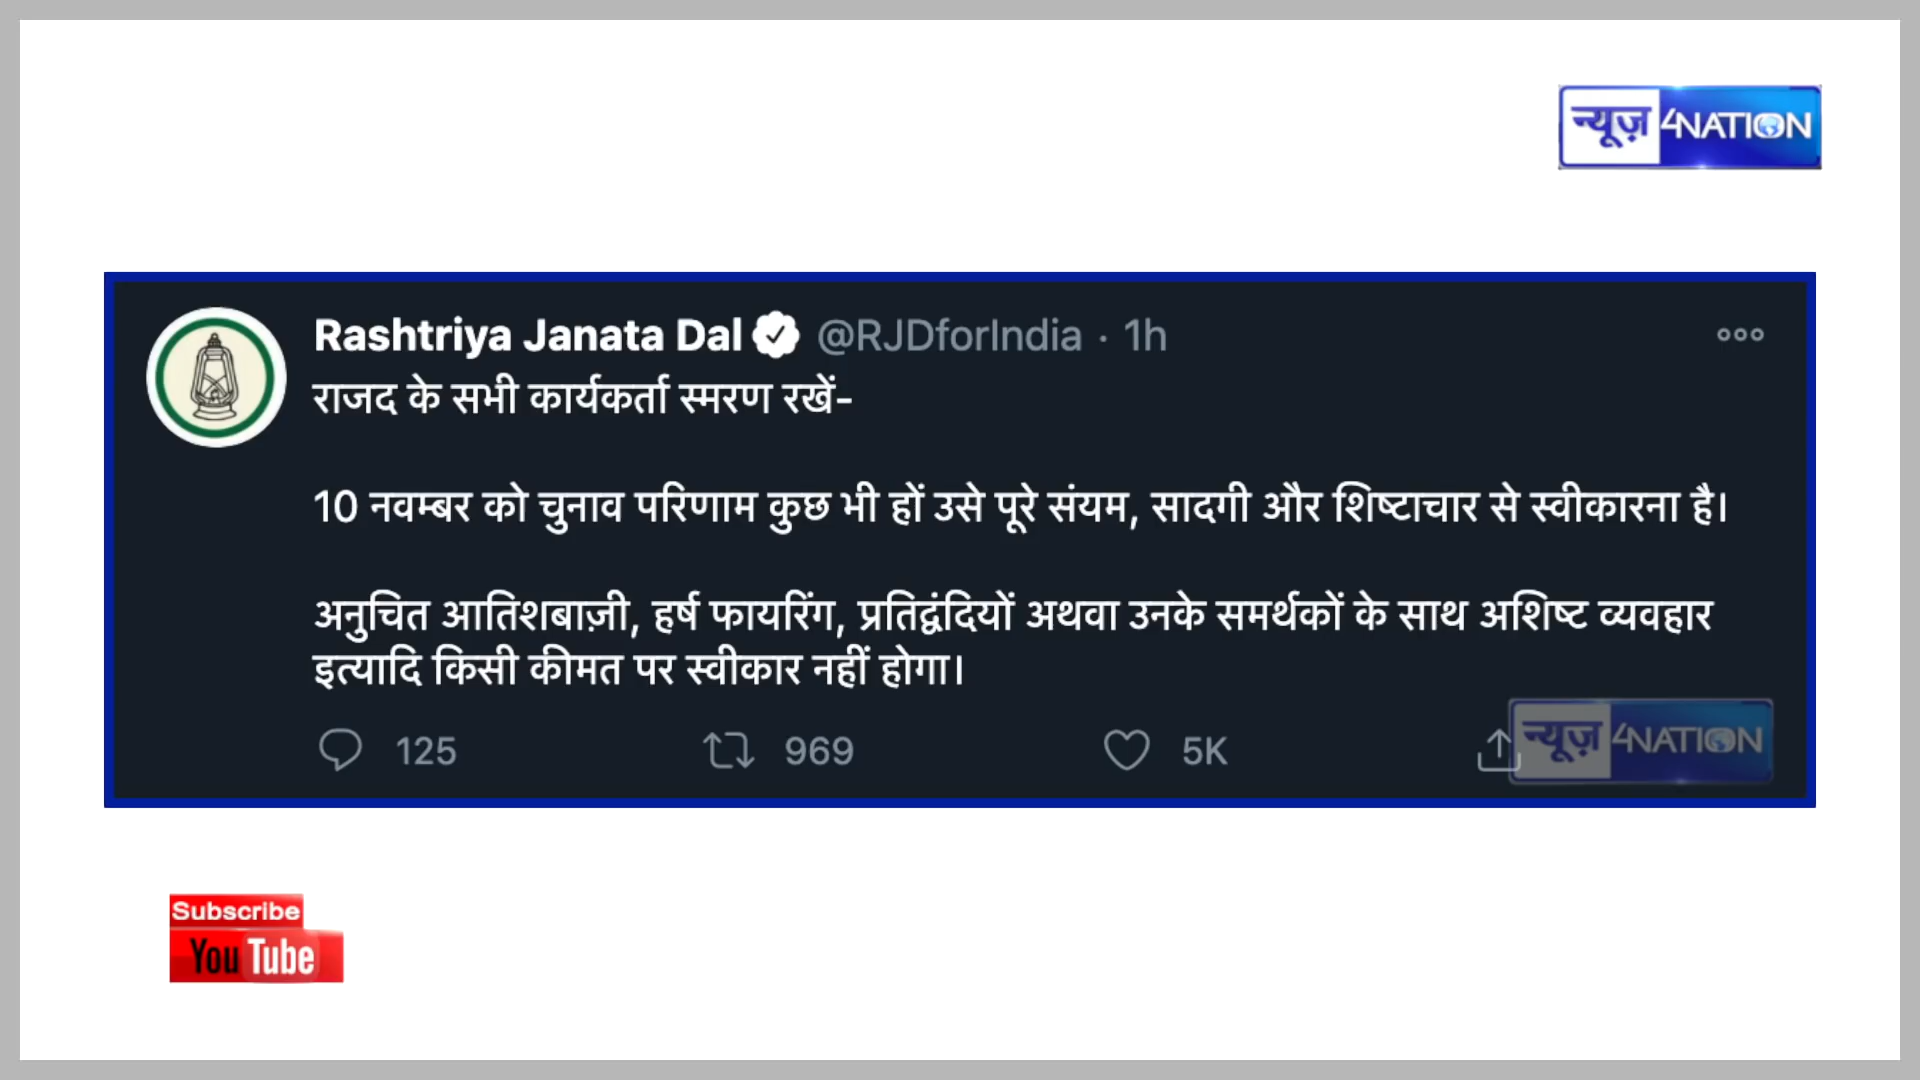 न्यूज़ 4NATION
Rashtriya Janata Dal @RJDforIndia · 1h
राजद के सभी कार्यकर्ता स्मरण रखें-
10 नवम्बर को चुनाव परिणाम कुछ भी हों उसे पूरे संयम, सादगी और शिष्टाचार से स्वीकारना है।
अनुचित आतिशबाज़ी, हर्ष फायरिंग, प्रतिद्वंदियों अथवा उनके समर्थकों के साथ अशिष्ट व्यवहार
इत्यादि किसी कीमत पर स्वीकार नहीं होगा।
125 969 5K
न्यूज़ 4NATION
Subscribe
YouTube